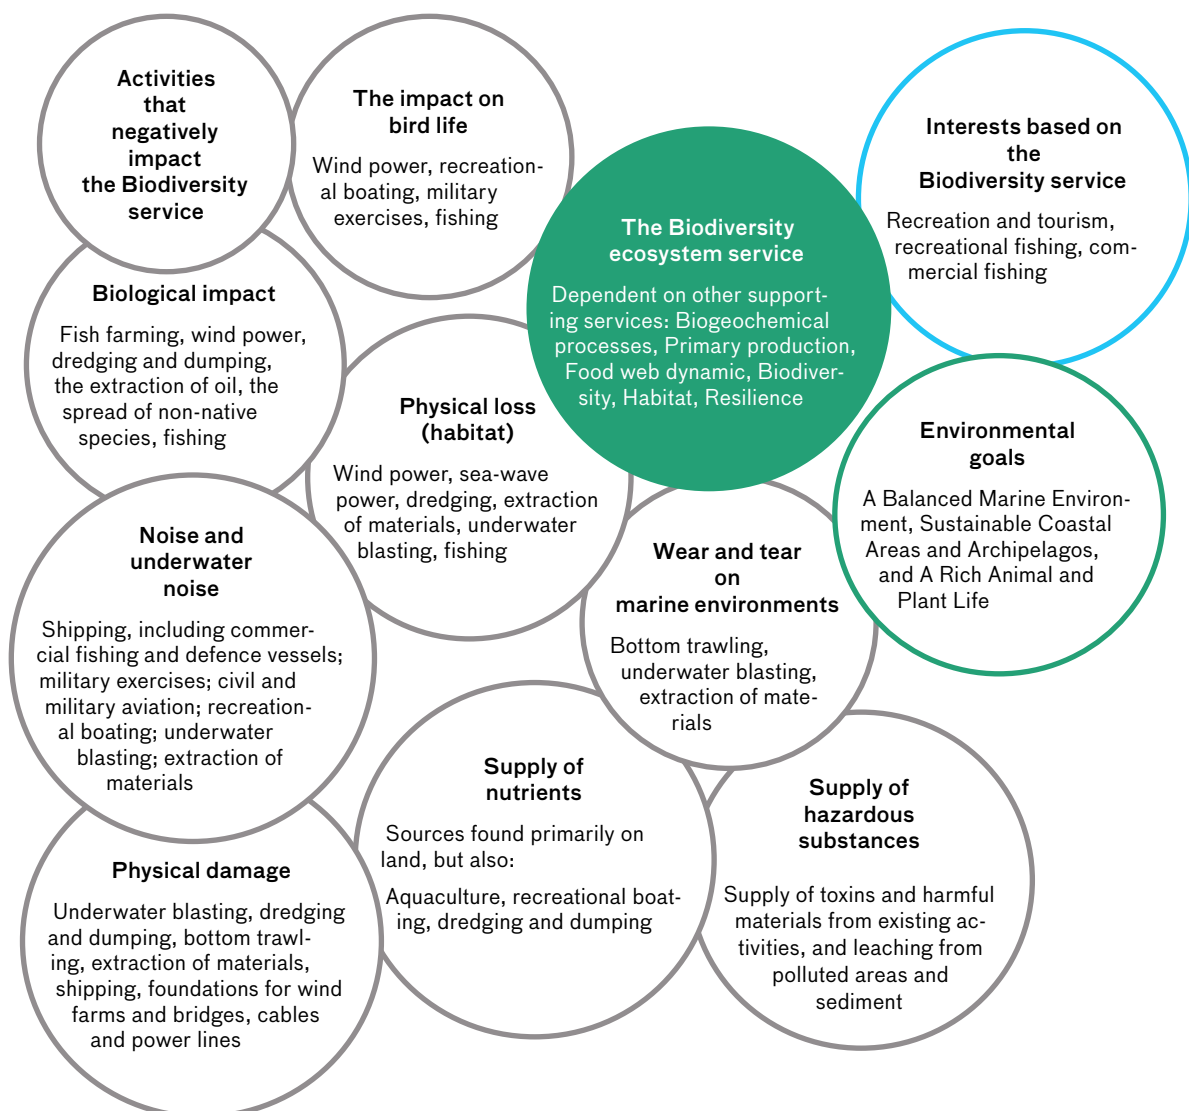 Activities
that
negatively
impact
the Biodiversity
service
The impact on
bird life
Wind power, recreation-
al boating, military
exercises, fishing
The Biodiversity
ecosystem service
Dependent on other support-
ing services: Biogeochemical
processes, Primary production,
Food web dynamic, Biodiver-
sity, Habitat, Resilience
Interests based on
the
Biodiversity service
Recreation and tourism,
recreational fishing, com-
mercial fishing
Biological impact
Fish farming, wind power,
dredging and dumping,
the extraction of oil, the
spread of non-native
species, fishing
Physical loss
(habitat)
Wind power, sea-wave
power, dredging, extraction
of materials, underwater
blasting, fishing
Environmental
goals
A Balanced Marine Environ-
ment, Sustainable Coastal
Areas and Archipelagos,
and A Rich Animal and
Plant Life
Noise and
underwater
noise
Shipping, including commer-
cial fishing and defence vessels;
military exercises; civil and
military aviation; recreation-
al boating; underwater
blasting; extraction of
materials
Wear and tear
on
marine environments
Bottom trawling,
underwater blasting,
extraction of mate-
rials
Supply of
nutrients
Sources found primarily on
land, but also:
Aquaculture, recreational boat-
ing, dredging and dumping
Supply of
hazardous
substances
Supply of toxins and harmful
materials from existing ac-
tivities, and leaching from
polluted areas and
sediment
Physical damage
Underwater blasting, dredging
and dumping, bottom trawl-
ing, extraction of materials,
shipping, foundations for wind
farms and bridges, cables
and power lines